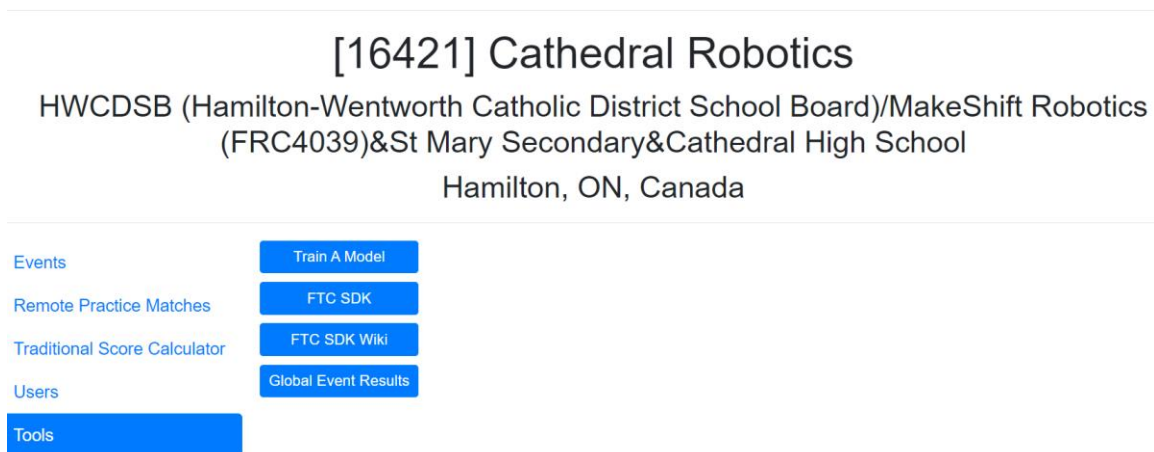 [16421] Cathedral Robotics
HWCDSB (Hamilton-Wentworth Catholic District School Board)/MakeShift Robotics
(FRC4039)&St Mary Secondary&Cathedral High School
Hamilton, ON, Canada
Events
Remote Practice Matches
Traditional Score Calculator
Users
Tools
Train A Model
FTC SDK
FTC SDK Wiki
Global Event Results